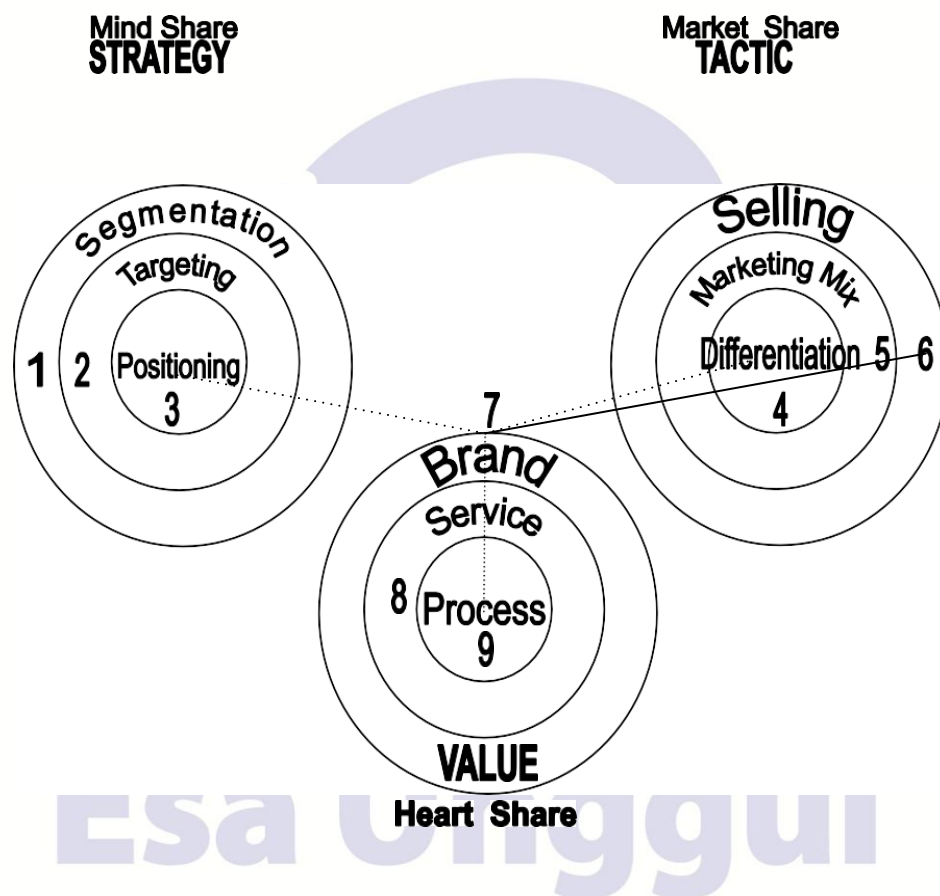 Mind Share
STRATEGY
Market Share
TACTIC
Segmentation
Targeting
1
2
Positioning
3
Selling
Marketing Mix
Differentiation
5
6
4
7
Brand
Service
8
Process
9
VALUE
Heart Share
Esa Unggul